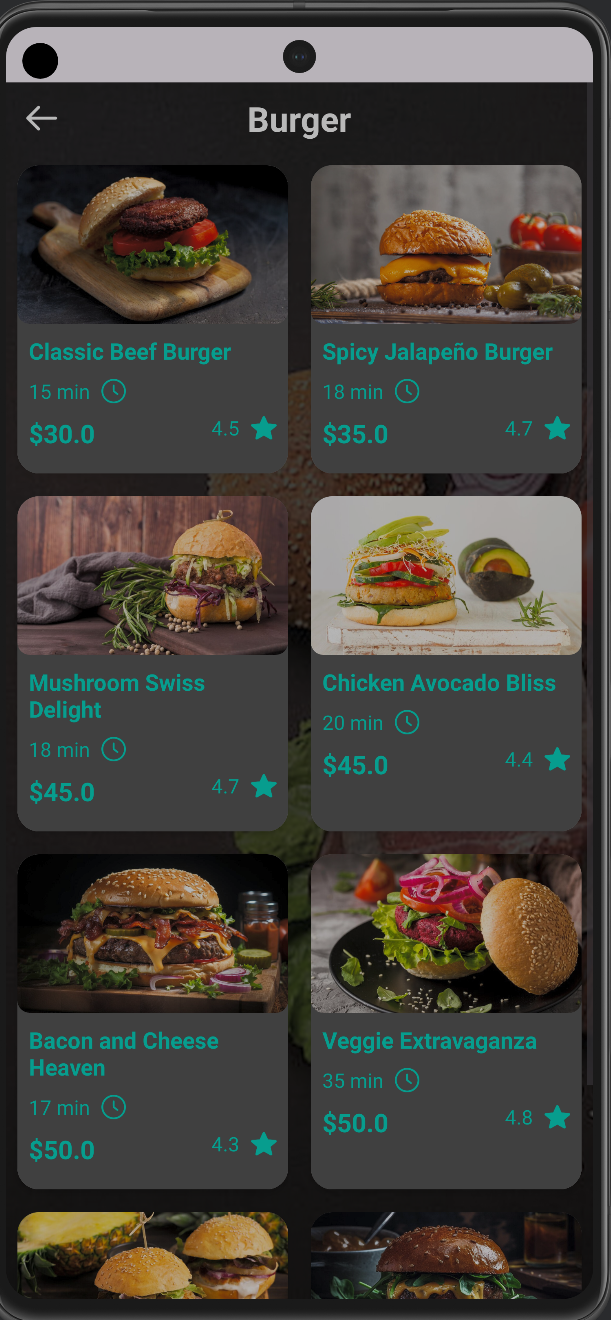 Burger
Classic Beef Burger
15 min
$30.0
4.5
Spicy Jalapeño Burger
18 min
$35.0
4.7
Mushroom Swiss
Delight
18 min
$45.0
4.7
Chicken Avocado Bliss
20 min
$45.0
4.4
Bacon and Cheese
Heaven
17 min
$50.0
4.3
Veggie Extravaganza
35 min
$50.0
4.8